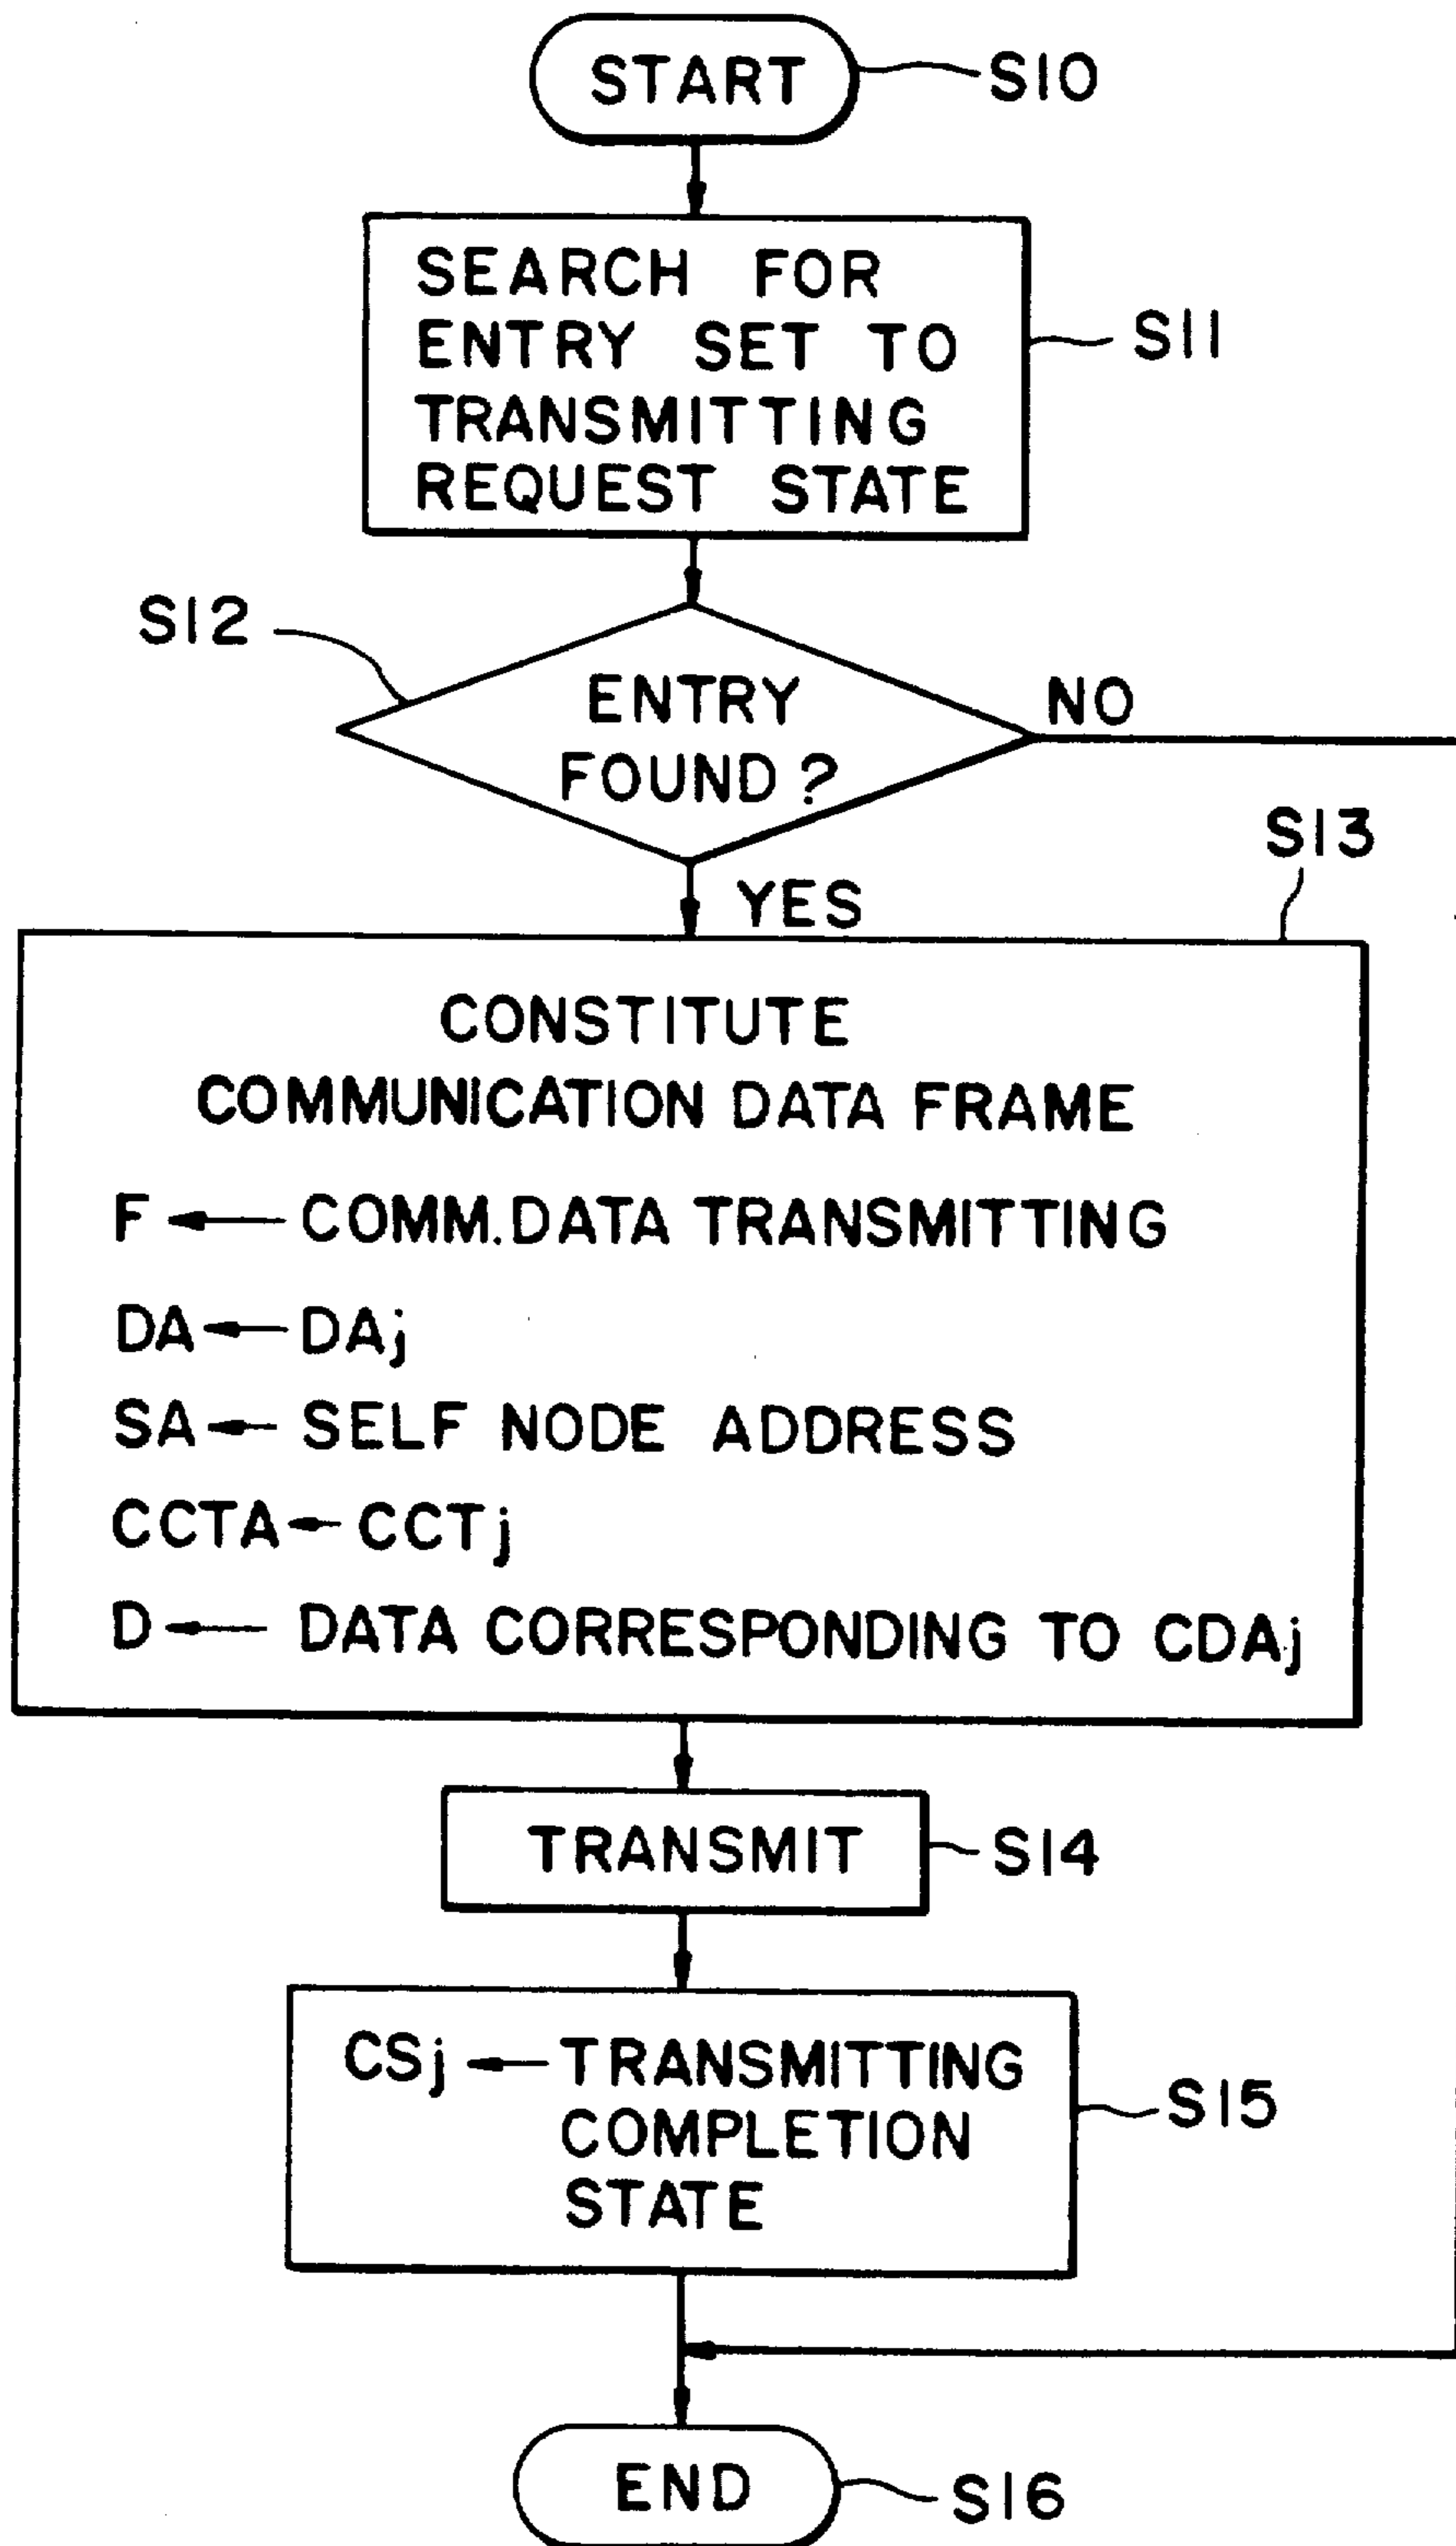 START
S10
SEARCH FOR
ENTRY SET TO
TRANSMITTING
REQUEST STATE
S11
S12
ENTRY
FOUND?
NO
YES
S13
CONSTITUTE
COMMUNICATION DATA FRAME
F ← COMM. DATA TRANSMITTING
DA ← DAj
SA ← SELF NODE ADDRESS
CCTA ← CCTj
D ← DATA CORRESPONDING TO CDAj
TRANSMIT
S14
CSj ← TRANSMITTING
COMPLETION
STATE
S15
END
S16